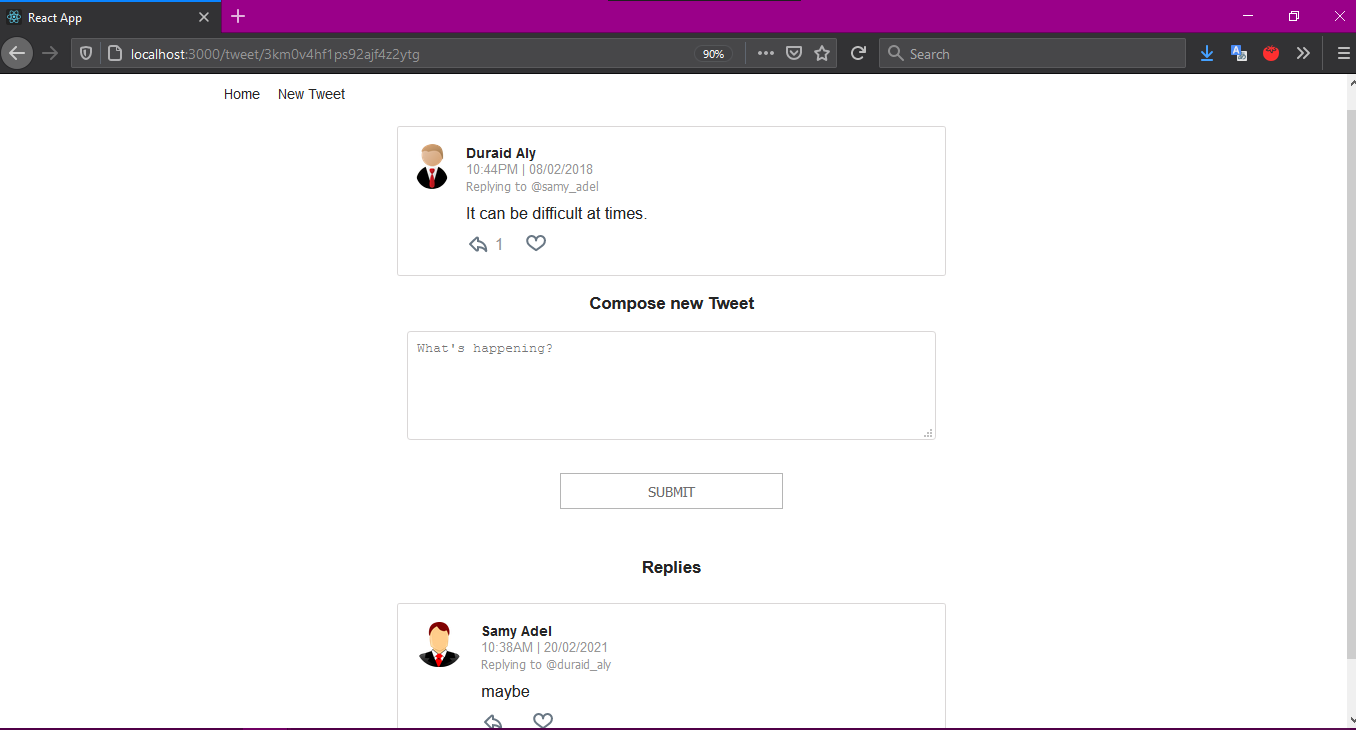 React App
localhost:3000/tweet/3km0v4hf1ps92ajf4z2ytg
90%
Search
Home New Tweet
Duraid Aly
10:44PM | 08/02/2018
Replying to @samy_adel
It can be difficult at times.
1
Compose new Tweet
What's happening?
SUBMIT
Replies
Samy Adel
10:38AM | 20/02/2021
Replying to @duraid_aly
maybe